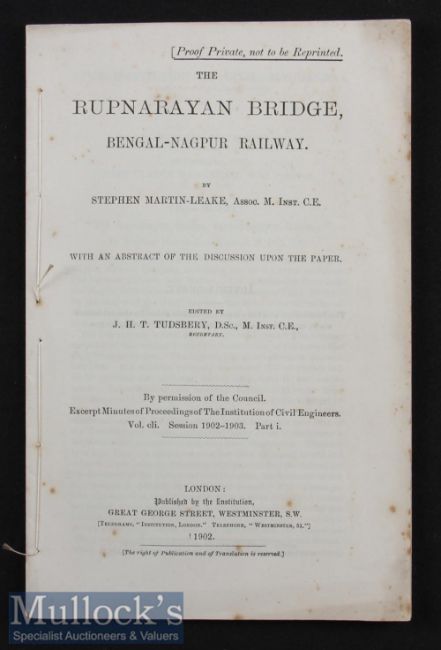 [Proof Private, not to be Reprinted.
THE
RUPNARAYAN BRIDGE,
BENGAL-NAGPUR RAILWAY.
BY
STEPHEN MARTIN-LEAKE, Assoc. M. Inst. C.E.
WITH AN ABSTRACT OF THE DISCUSSION UPON THE PAPER.
EDITED BY
J. H. T. TUDSBERY, D.Sc., M. Inst. C.E.,
SECRETARY.
By permission of the Council.
Excerpt Minutes of Proceedings of The Institution of Civil Engineers.
Vol. cli. Session 1902-1903. Part i.
LONDON:
Published by the Institution,
GREAT GEORGE STREET, WESTMINSTER, S.W.
[Telegrams, "Institution, London." Telephone, "Westminster, 51."]
1902.
[The right of Publication and of Translation is reserved.]
Mullock's
Specialist Auctioneers & Valuers